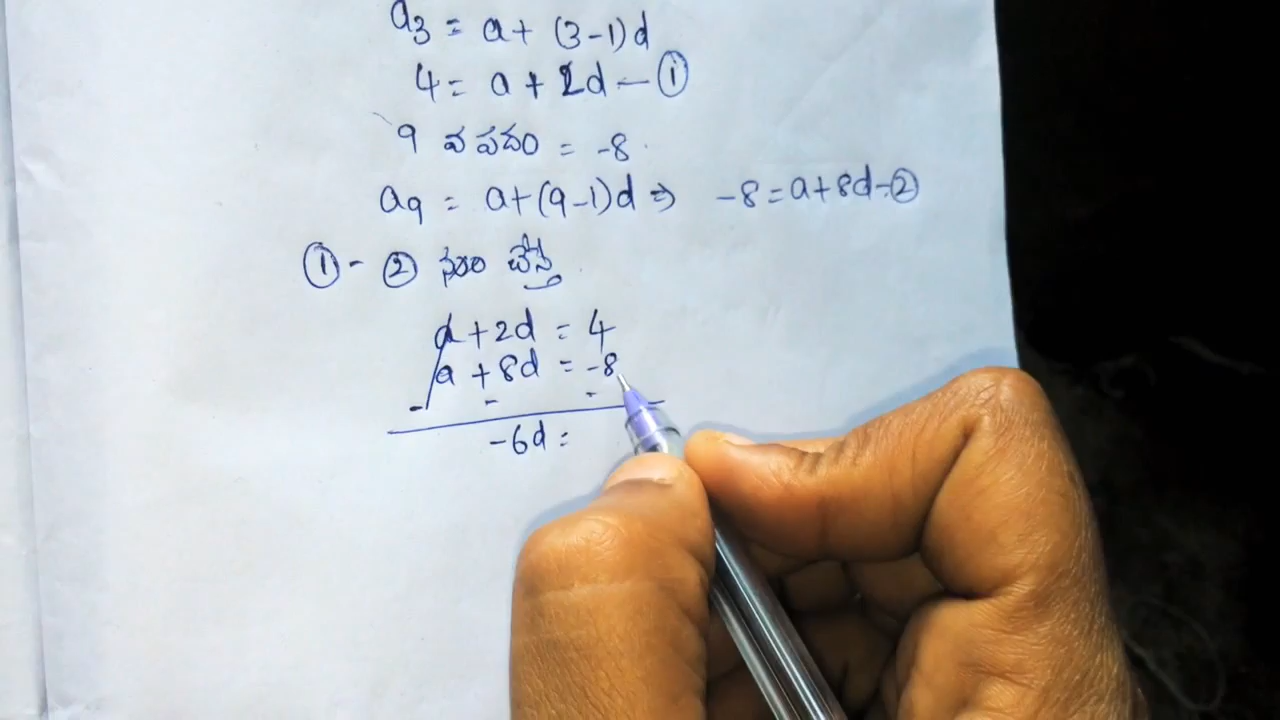 a3 = a + (3-1)d
4 = a + 2d — ①
9 వ పదం = -8
a9 = a+(9-1)d ⇒ -8 = a+8d-②
① - ② చేస్తే
a + 2d = 4
a + 8d = -8
- - -
-6d =